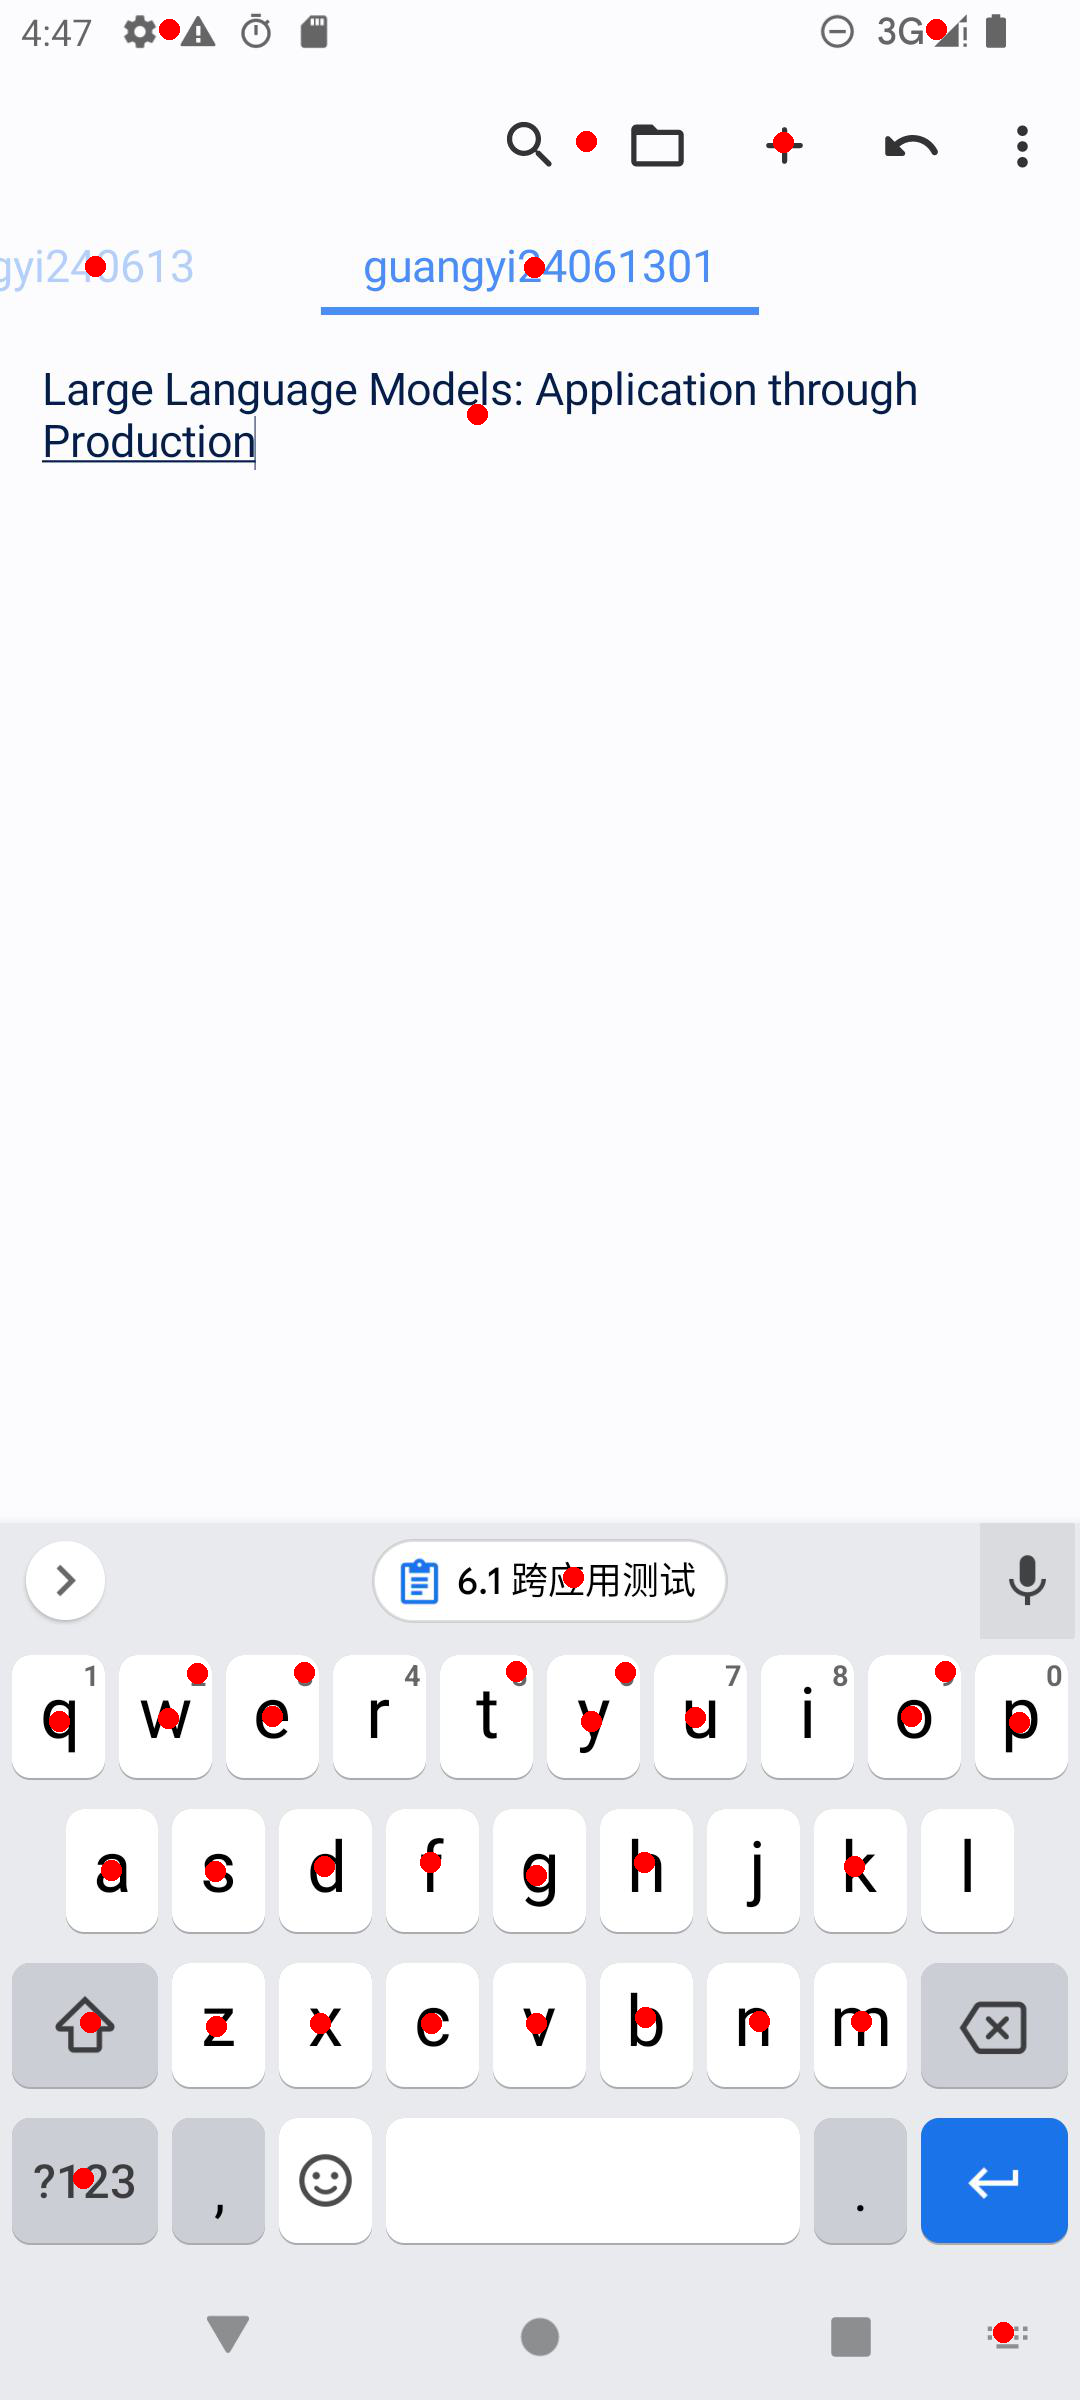 4:47 3G
gyi240613 guangyi24061301
Large Language Models: Application through
Production
6.1 跨应用测试
q 1 w 2 e 3 r 4 t 5 y 6 u 7 i 8 o 9 p 0
a s d f g h j k l
z x c v b n m
?123 , .